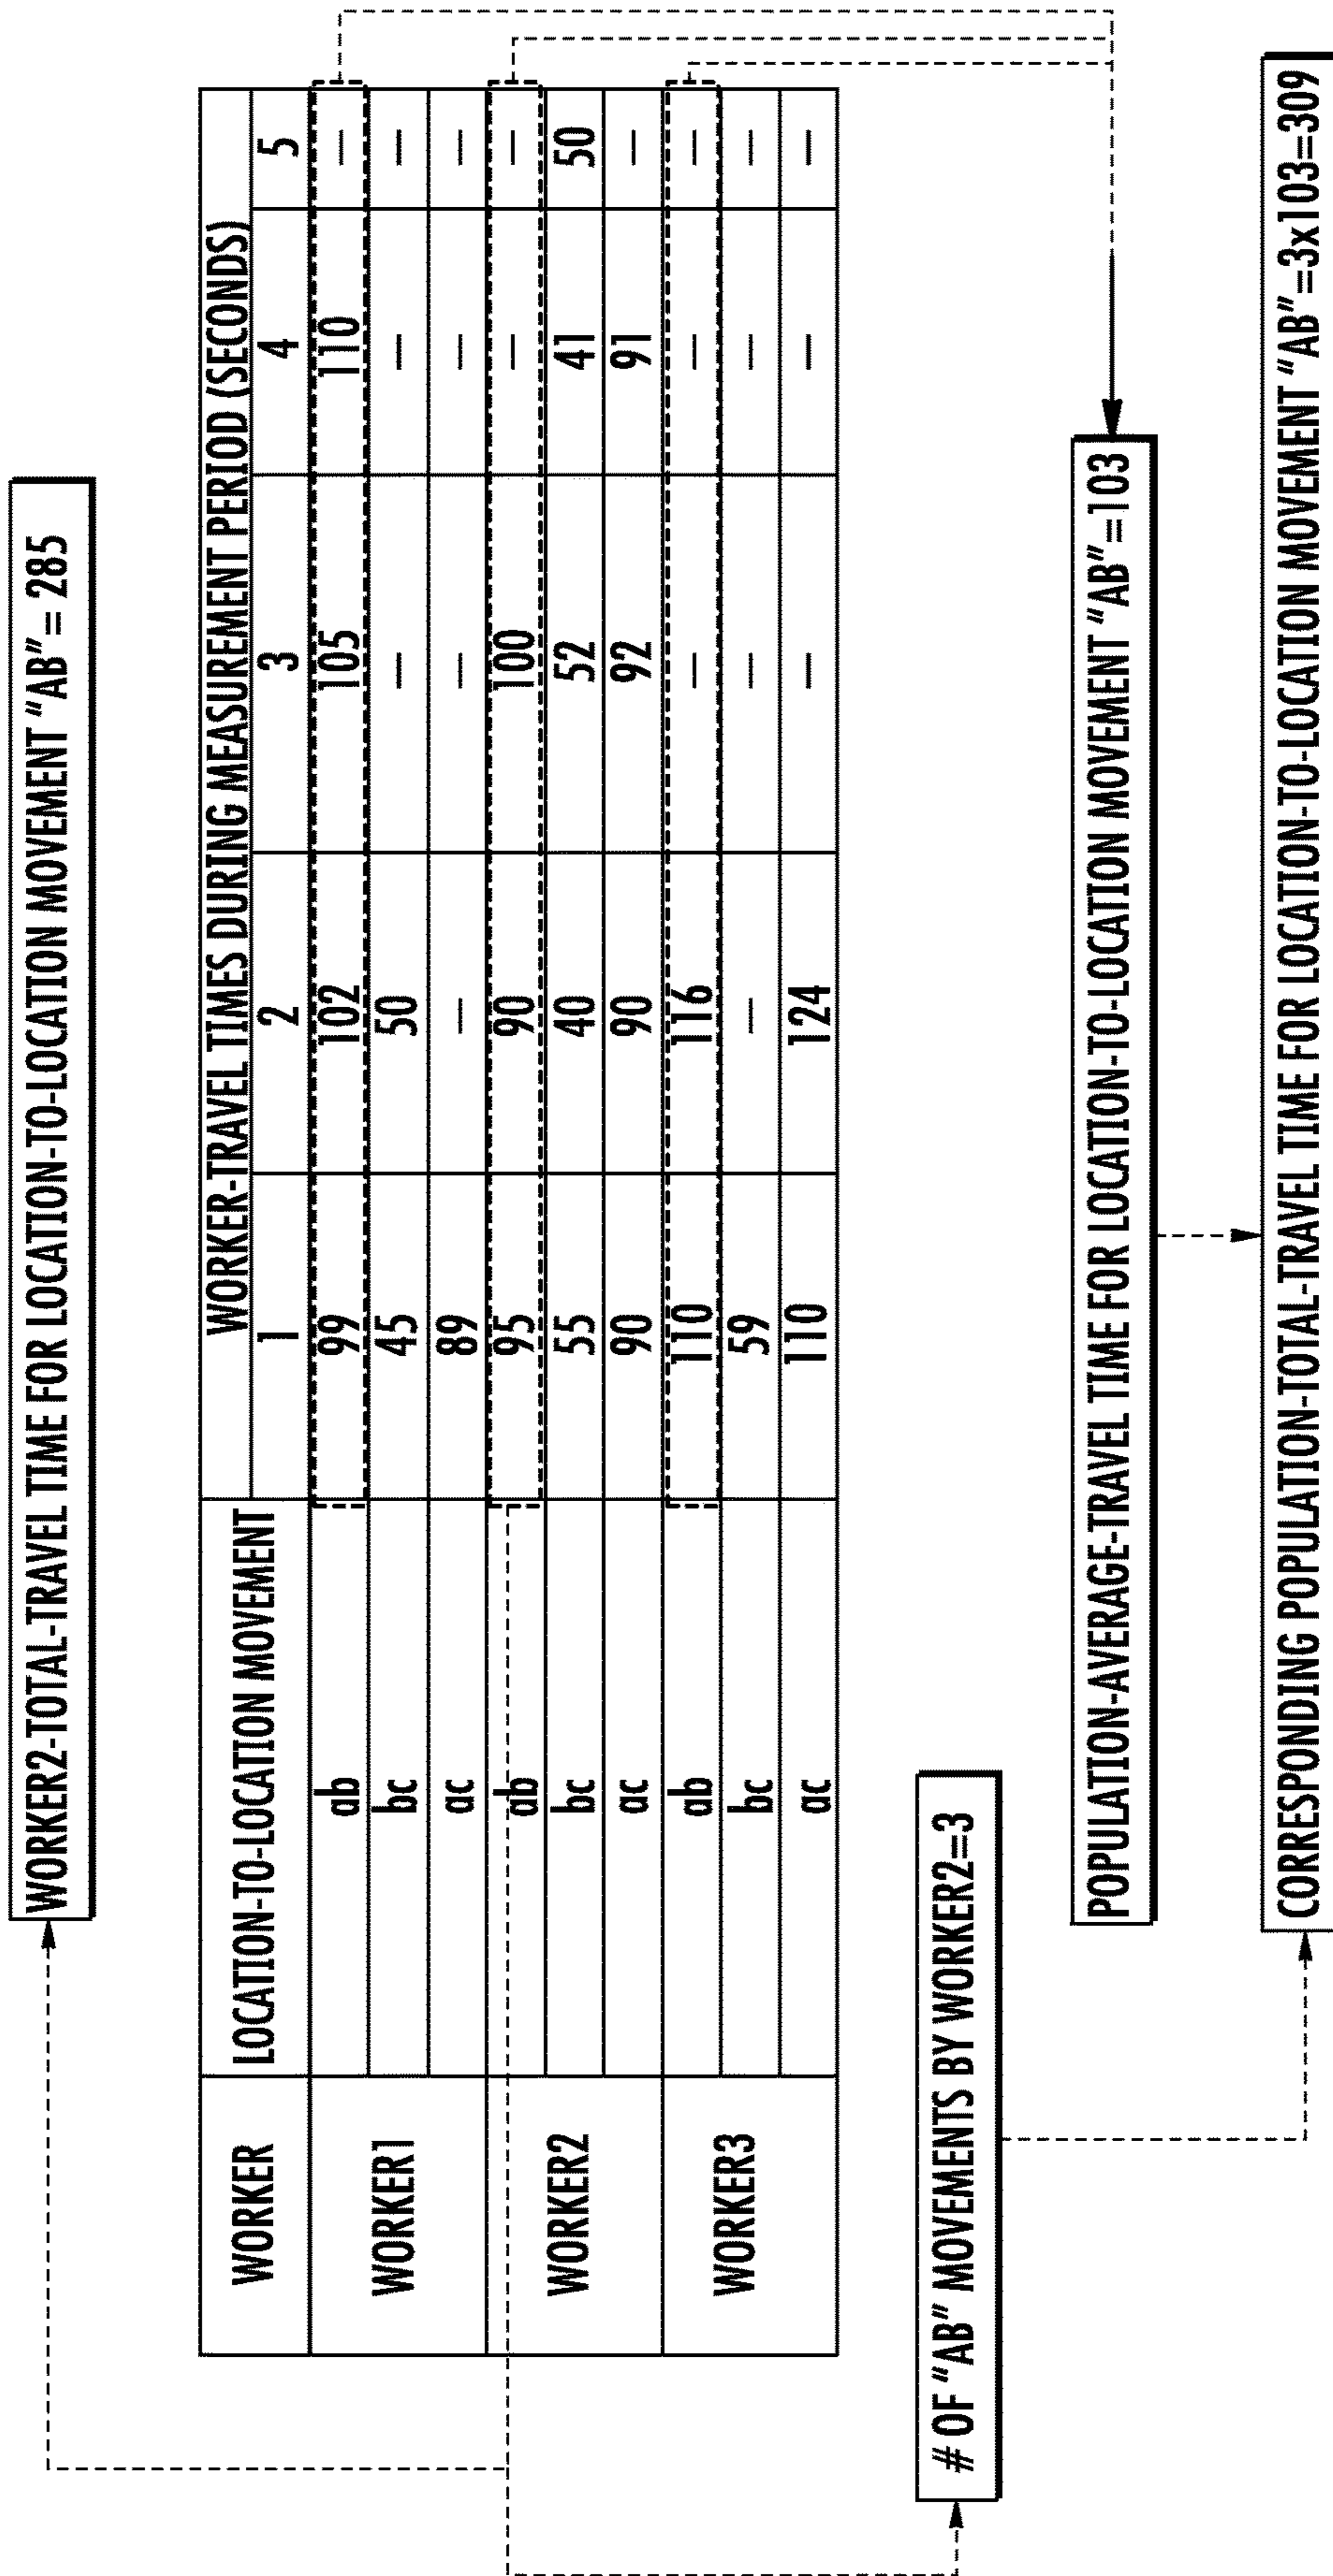 WORKER2-TOTAL-TRAVEL TIME FOR LOCATION-TO-LOCATION MOVEMENT “AB”= 285
WORKER LOCATION-TO-LOCATION MOVEMENT WORKER-TRAVEL TIMES DURING MEASUREMENT PERIOD (SECONDS)
1 2 3 4 5
WORKER1 ab 99 102 105 110 —
bc 45 50 — — —
ac 89 — — — —
WORKER2 ab 95 90 100 — —
bc 55 40 52 41 50
ac 90 90 92 91 —
WORKER3 ab 110 116 — — —
bc 59 — — — —
ac 110 124 — — —
# OF “AB” MOVEMENTS BY WORKER2=3
POPULATION-AVERAGE-TRAVEL TIME FOR LOCATION-TO-LOCATION MOVEMENT “AB”=103
CORRESPONDING POPULATION-TOTAL-TRAVEL TIME FOR LOCATION-TO-LOCATION MOVEMENT “AB”=3x103=309